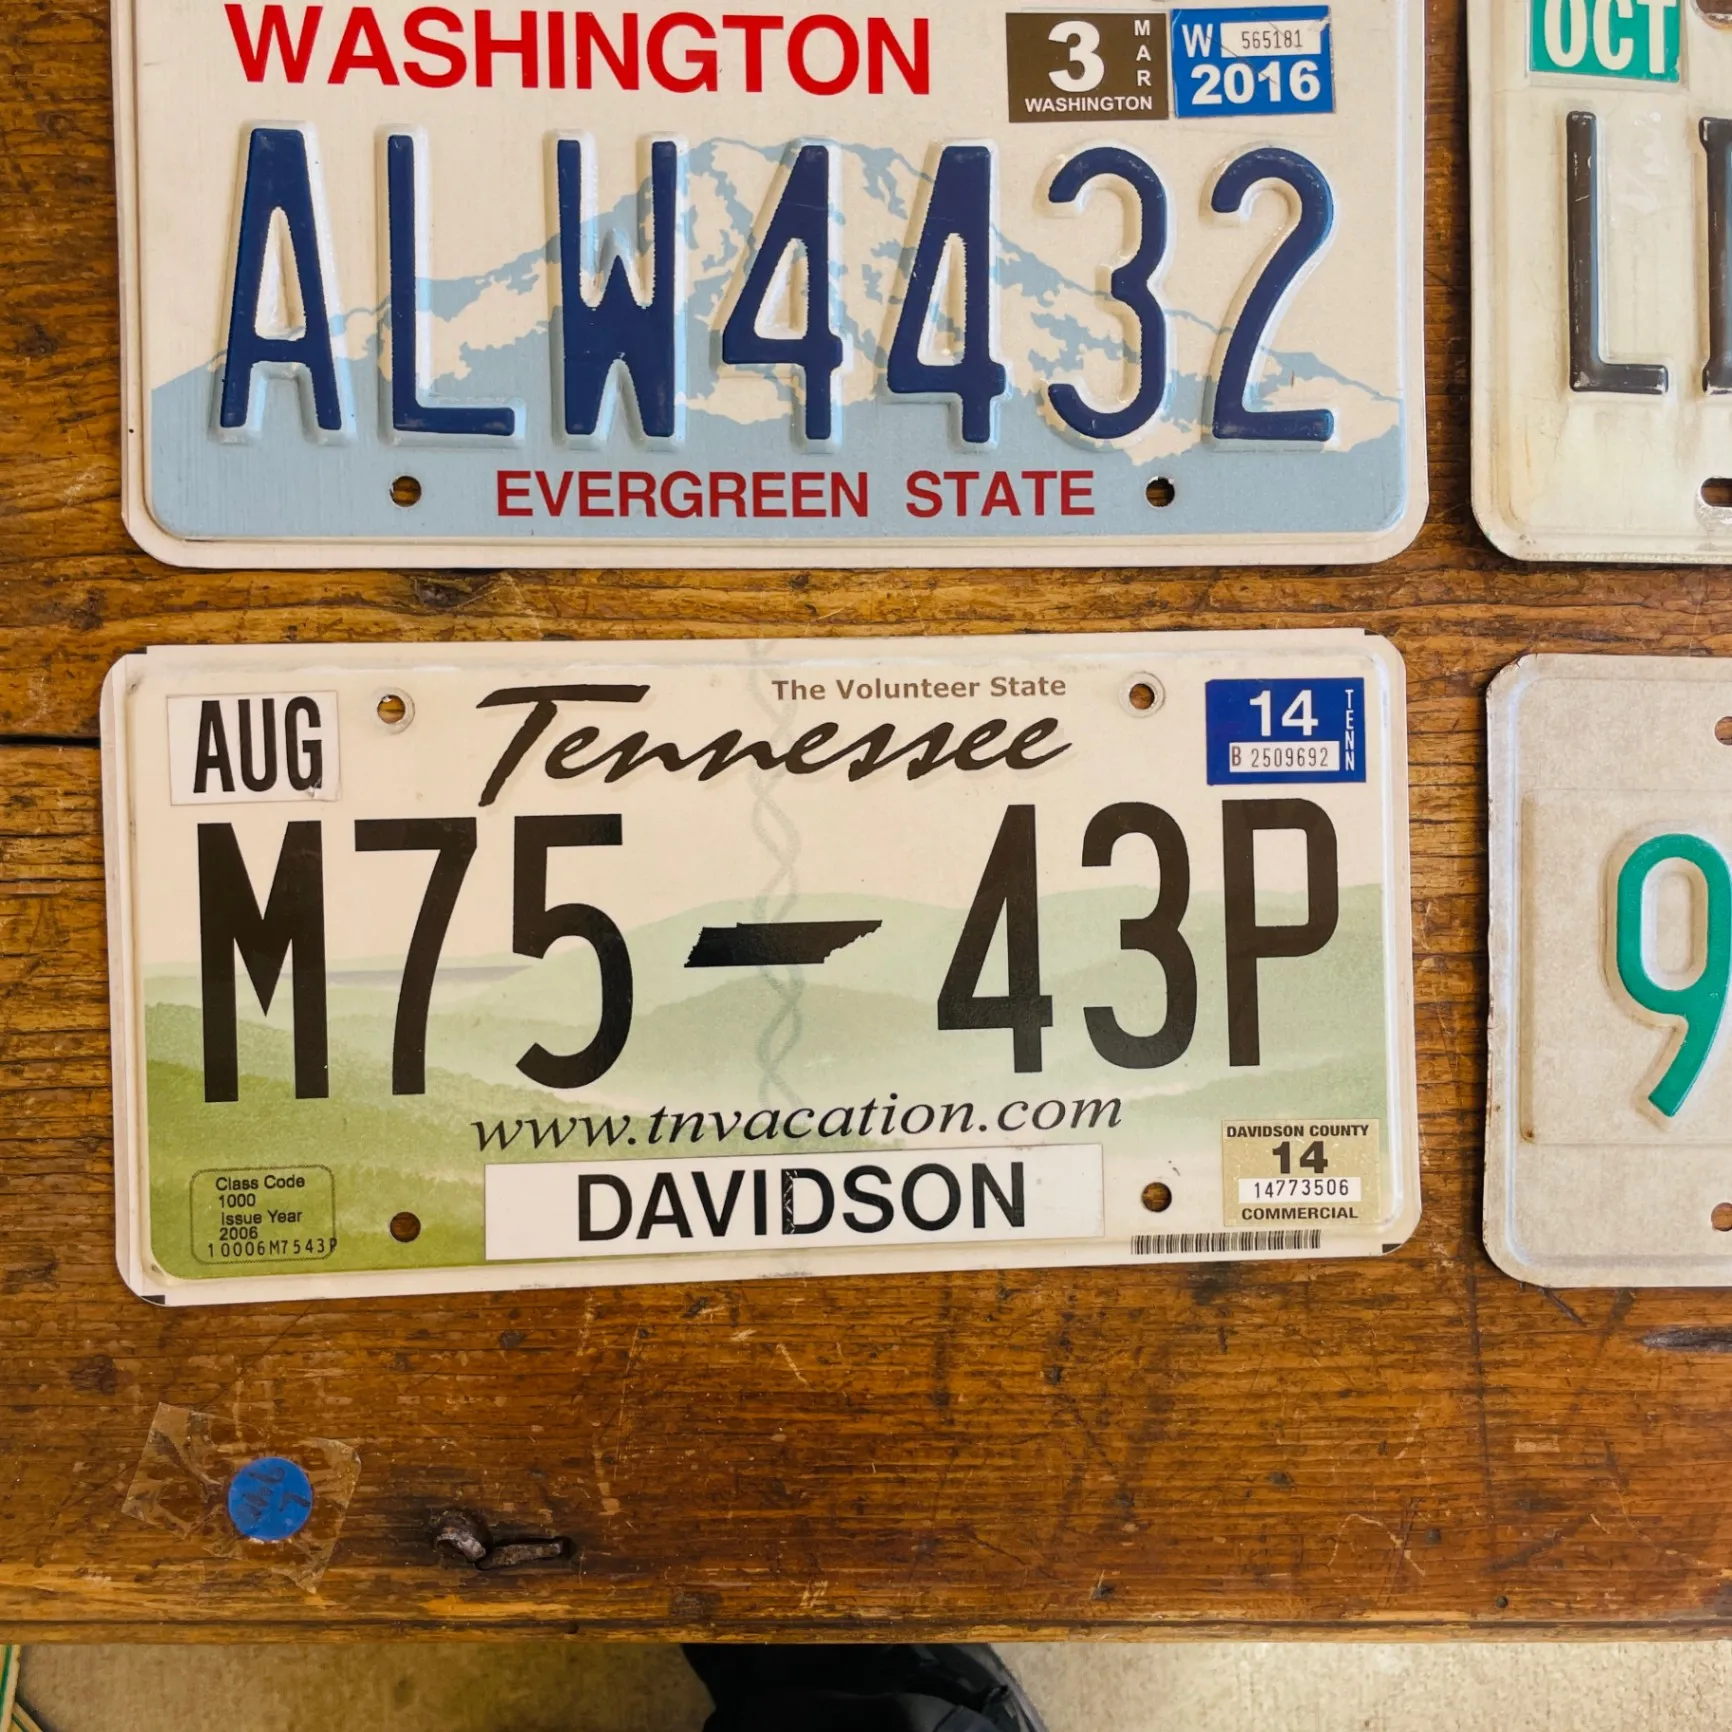 WASHINGTON
3
MAR
WASHINGTON
W 565181
2016
ALW4432
EVERGREEN STATE
OCT
L
AUG
The Volunteer State
Tennessee
14
TENN
B 2509692
M75 43P
www.tnvacation.com
DAVIDSON
Class Code
1000
Issue Year
2006
10006M7543P
DAVIDSON COUNTY
14
14773506
COMMERCIAL
9